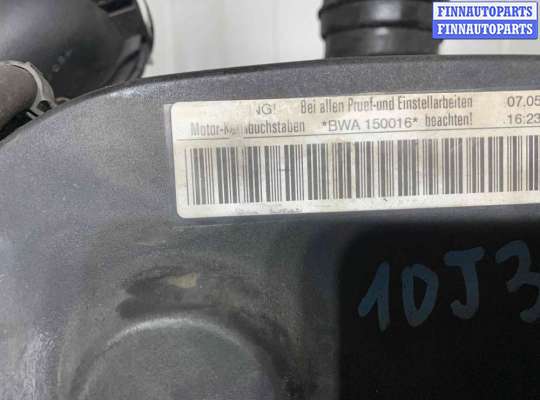 FINNAUTOPARTS
FINNAUTOPARTS
Bei allen Pruef-und Einstellarbeiten 07.05
*BWA 150016* beachten! 16:23
10J3